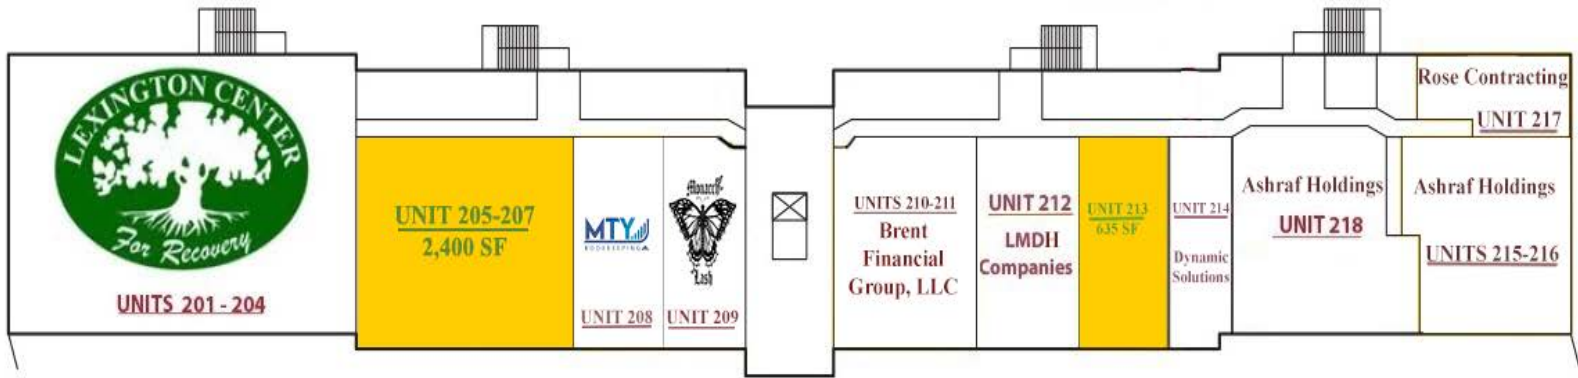 LEXINGTON CENTER
For Recovery
UNITS 201 - 204
UNIT 205-207
2,400 SF
MTY
BOOKKEEPING
UNIT 208
Monarch
Lash
UNIT 209
UNITS 210-211
Brent
Financial
Group, LLC
UNIT 212
LMDH
Companies
UNIT 213
635 SF
UNIT 214
Dynamic
Solutions
Ashraf Holdings
UNIT 218
Rose Contracting
UNIT 217
Ashraf Holdings
UNITS 215-216